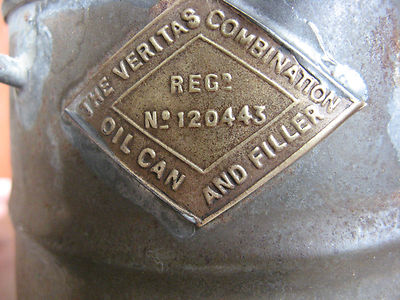 THE VERITAS COMBINATION
OIL CAN AND FILLER
REGD
No 120443